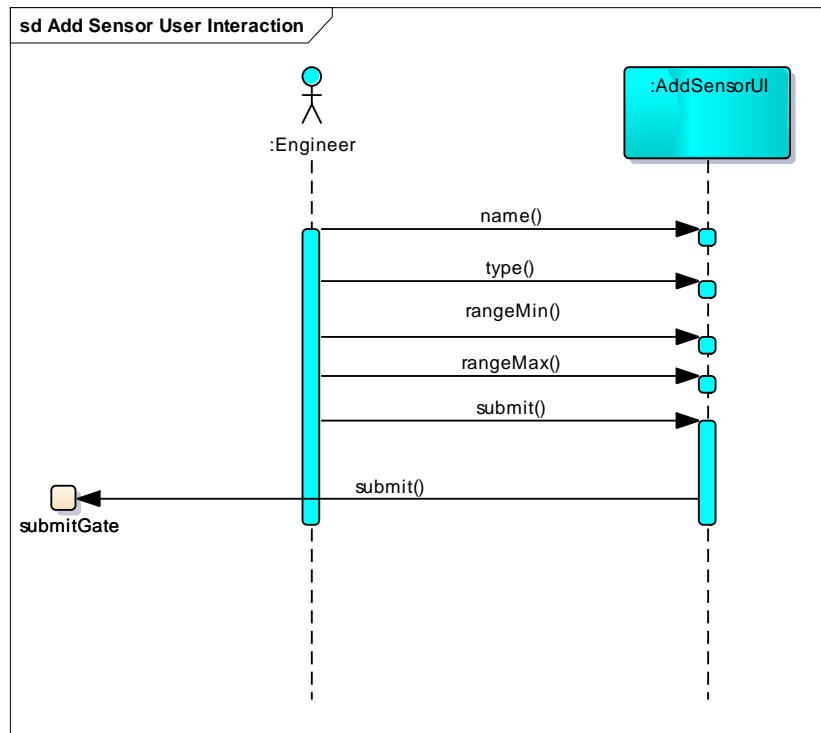 sd Add Sensor User Interaction
:Engineer
:AddSensorUI
name()
type()
rangeMin()
rangeMax()
submit()
submit()
submitGate